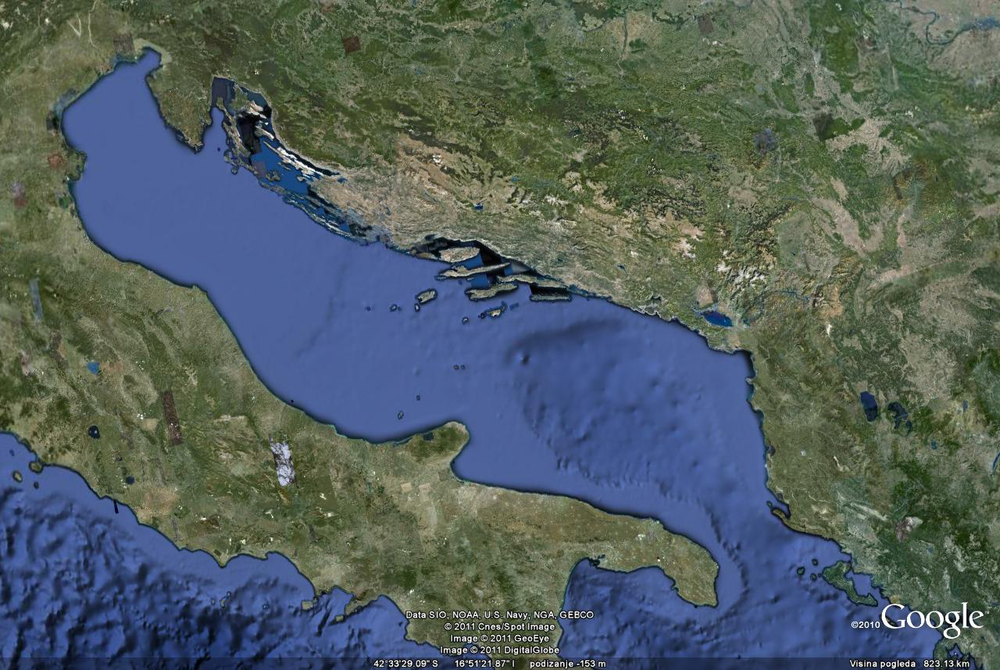 Data SIO, NOAA, U.S. Navy, NGA, GEBCO
© 2011 Cnes/Spot Image
Image © 2011 GeoEye
Image © 2011 DigitalGlobe
©2010 Google™
42°33'29.09" S 16°51'21.87" I podizanje -153 m Visina pogleda 823.13 km